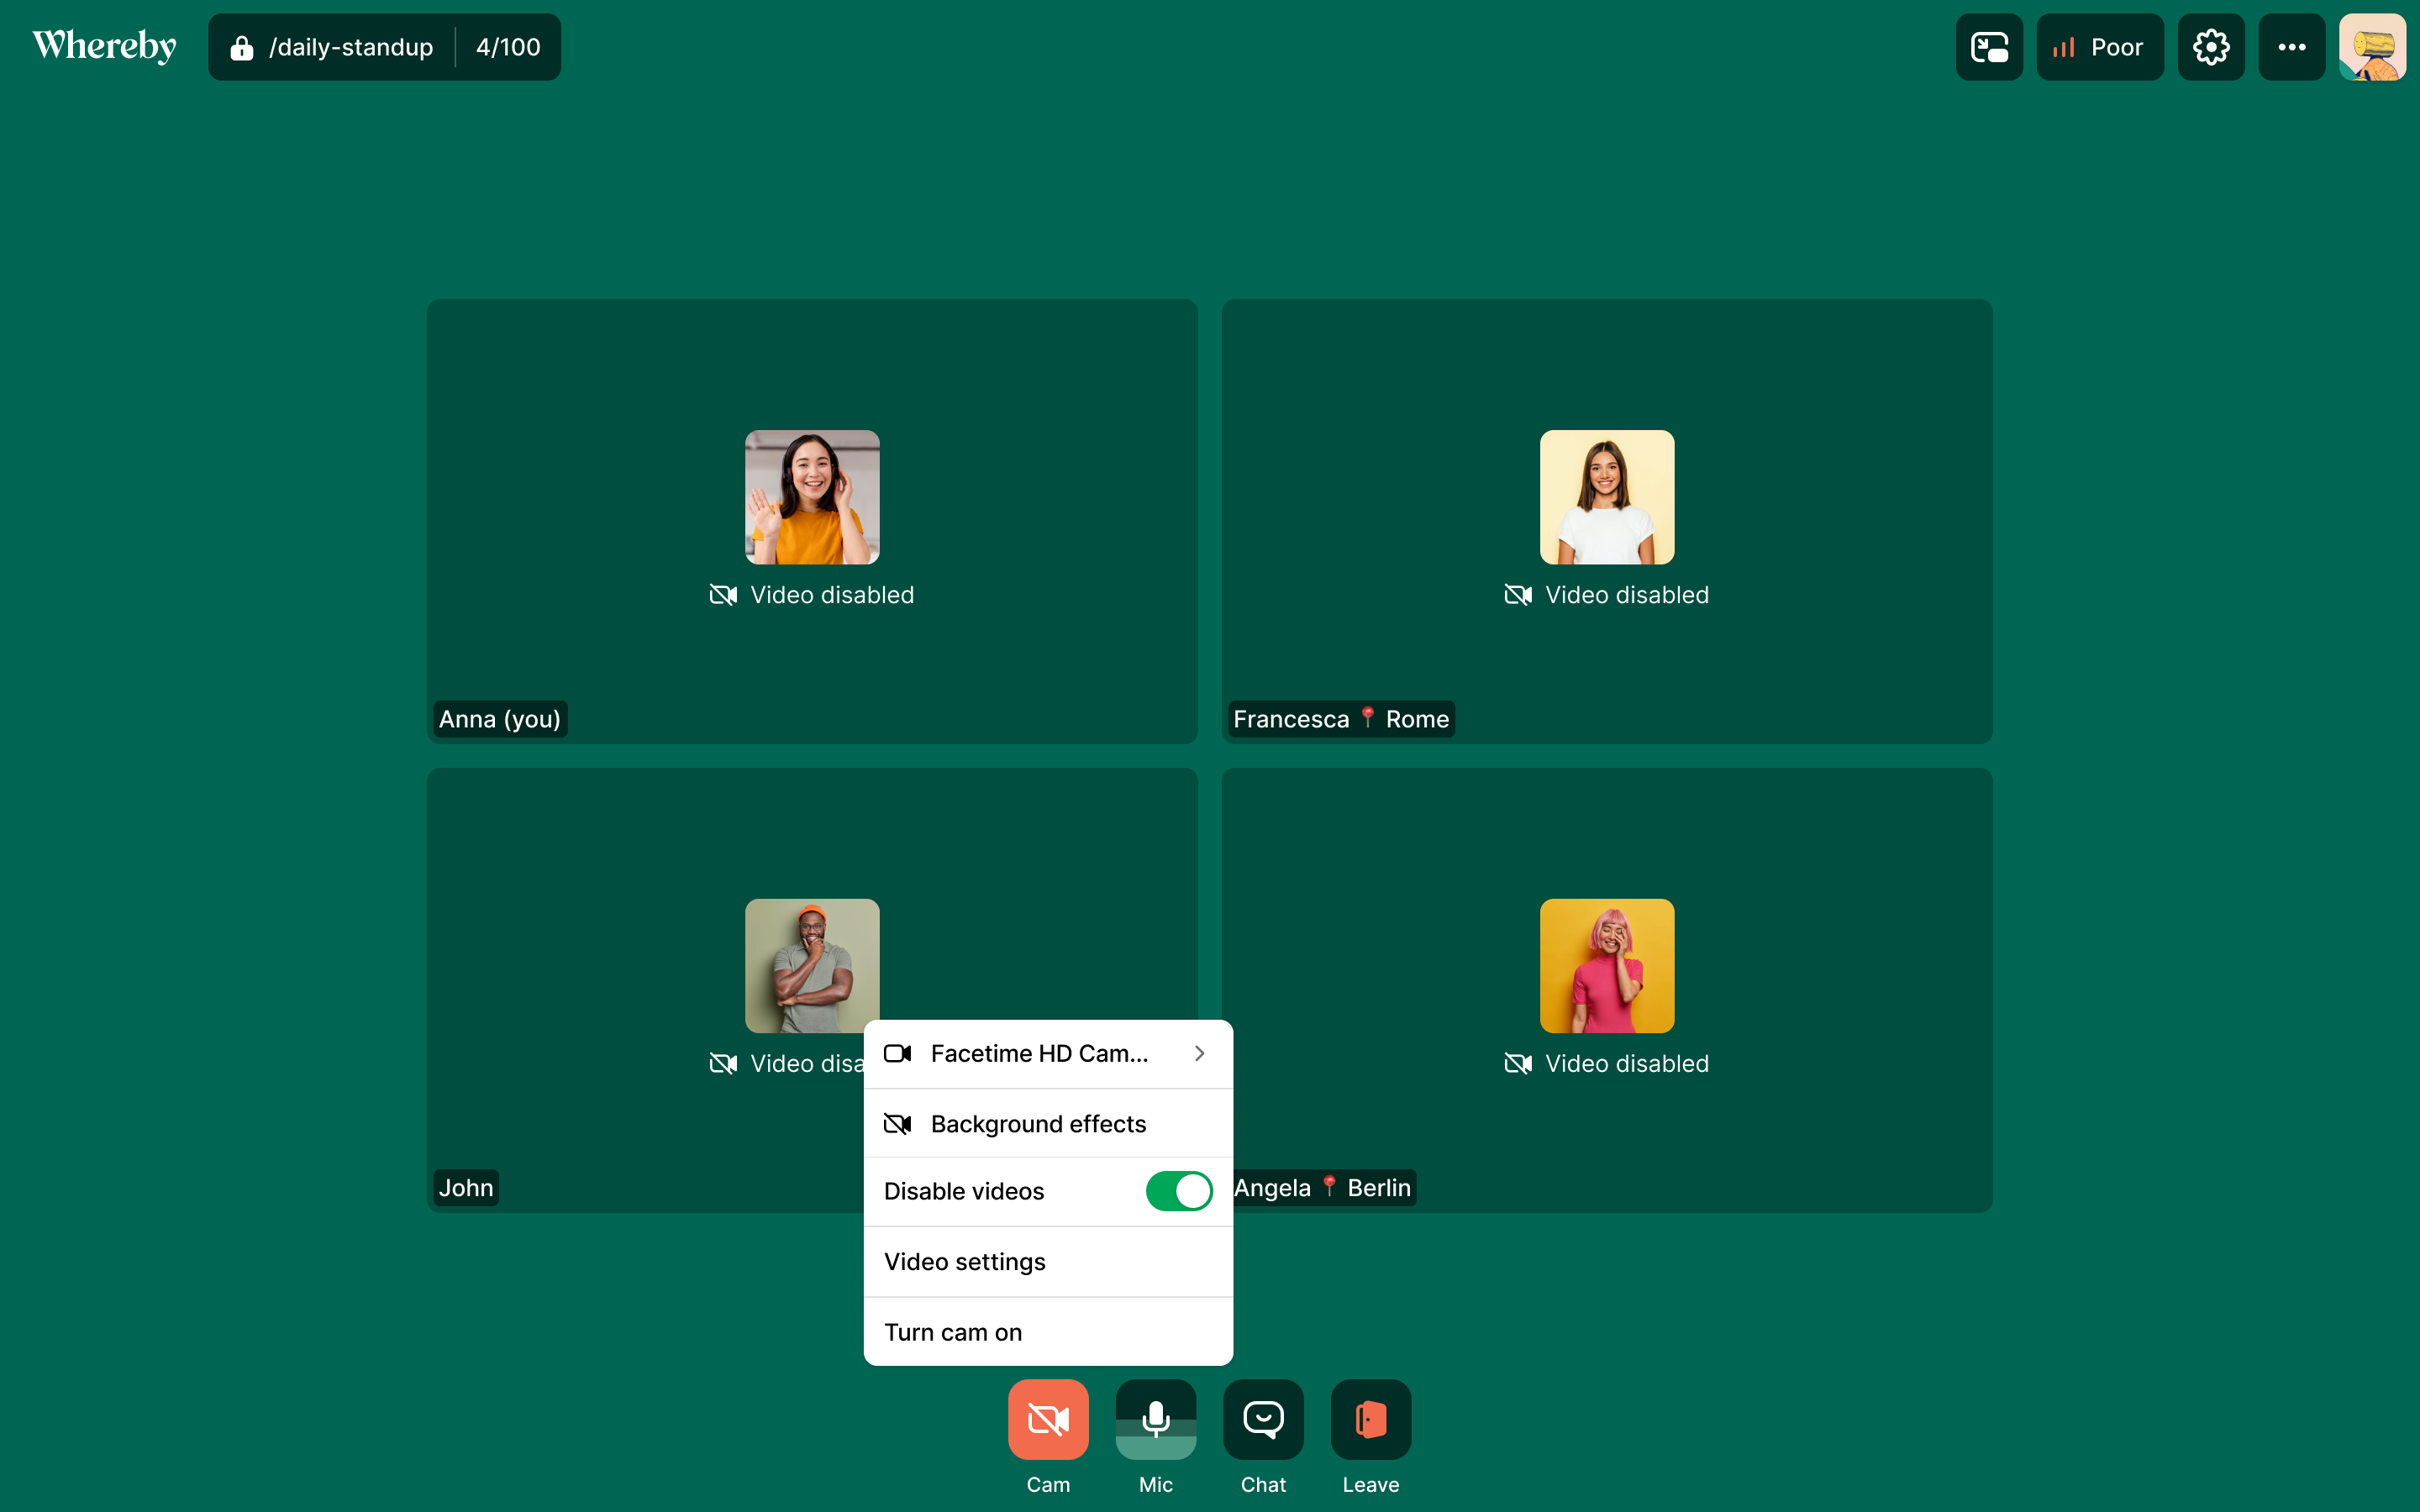 Whereby
/daily-standup
4/100
Poor
Video disabled
Anna (you)
Video disabled
Francesca📍Rome
Video disa
John
Video disabled
Angela📍Berlin
Facetime HD Cam...
Background effects
Disable videos
Video settings
Turn cam on
Cam
Mic
Chat
Leave